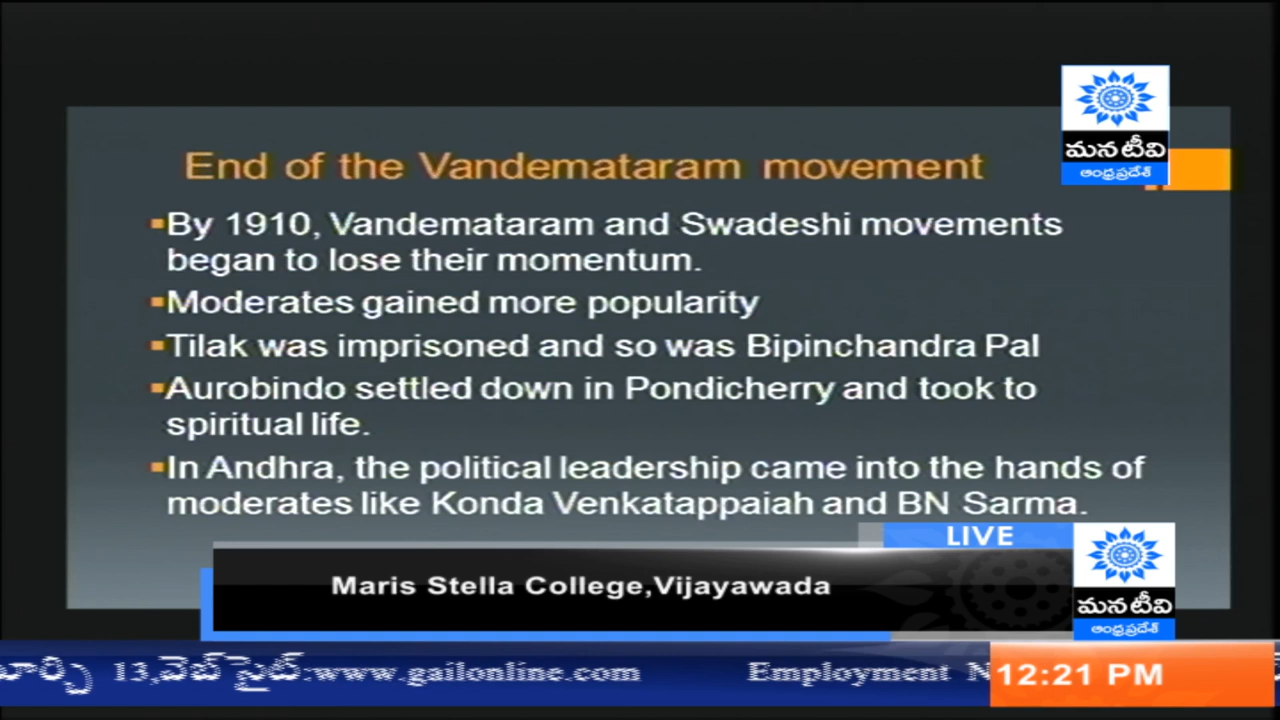 మన టీవి
ఆంధ్రప్రదేశ్
End of the Vandemataram movement
By 1910, Vandemataram and Swadeshi movements
began to lose their momentum.
Moderates gained more popularity
Tilak was imprisoned and so was Bipinchandra Pal
Aurobindo settled down in Pondicherry and took to
spiritual life.
In Andhra, the political leadership came into the hands of
moderates like Konda Venkatappaiah and BN Sarma.
LIVE
Maris Stella College,Vijayawada
మన టీవి
ఆంధ్రప్రదేశ్
13,వెబ్ సైట్:www.gailonline.com Employment
12:21 PM